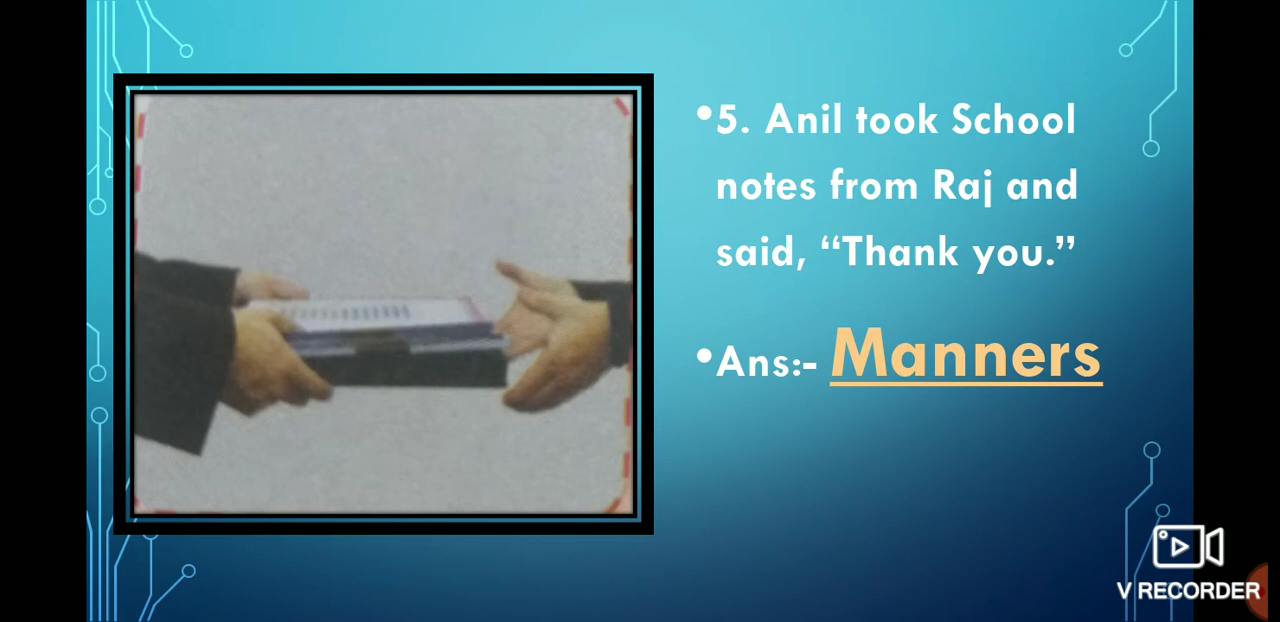 •5. Anil took School
notes from Raj and
said, “Thank you.”
•Ans:- Manners
V RECORDER